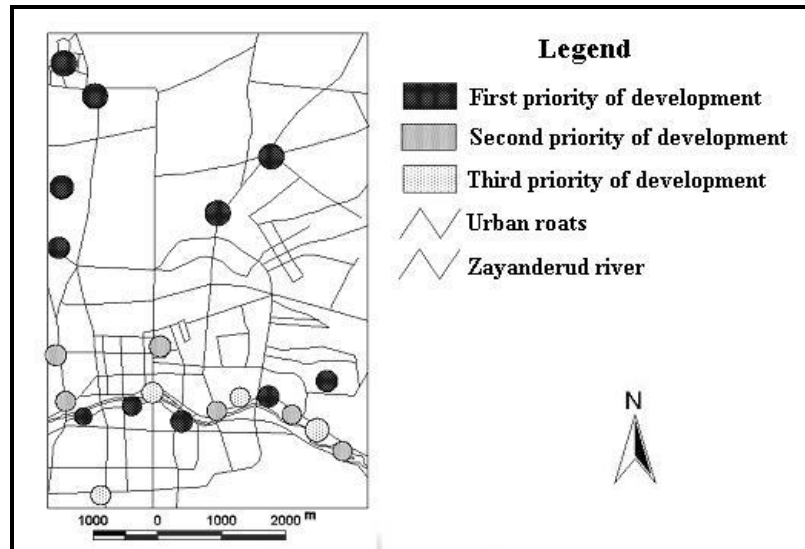 Legend
First priority of development
Second priority of development
Third priority of development
Urban roats
Zayanderud river
N
1000 0 1000 2000 m